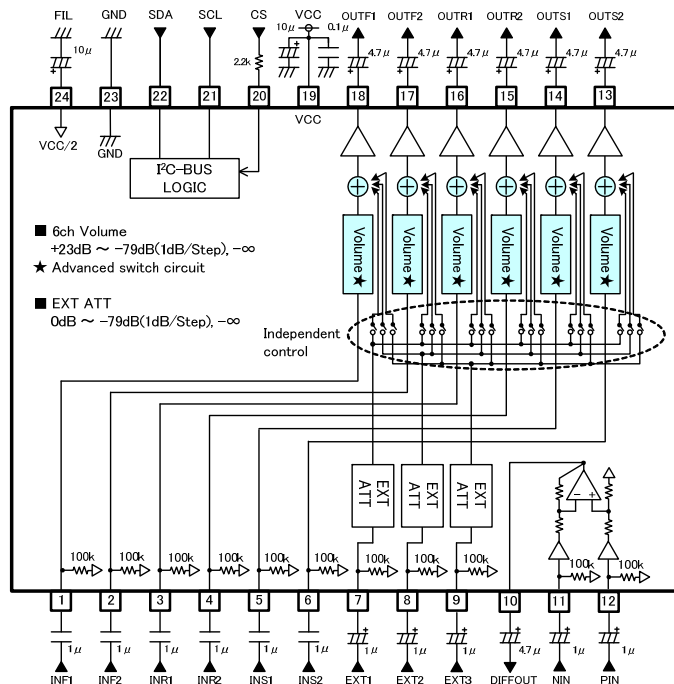 FIL GND SDA SCL CS VCC OUTF1 OUTF2 OUTR1 OUTR2 OUTS1 OUTS2
10μ 0.1μ
10μ 2.2k 4.7μ 4.7μ 4.7μ 4.7μ 4.7μ 4.7μ
24 23 22 21 20 19 18 17 16 15 14 13
VCC/2 GND VCC
I²C-BUS
LOGIC
■ 6ch Volume
+23dB ~ -79dB(1dB/Step), -∞
★ Advanced switch circuit
Volume★ Volume★ Volume★ Volume★ Volume★ Volume★
■ EXT ATT
0dB ~ -79dB(1dB/Step), -∞
Independent
control
EXT ATT EXT ATT EXT ATT
- +
100k 100k 100k 100k 100k 100k 100k 100k 100k 100k 100k
1 2 3 4 5 6 7 8 9 10 11 12
1μ 1μ 1μ 1μ 1μ 1μ 1μ 1μ 1μ 4.7μ 1μ 1μ
INF1 INF2 INR1 INR2 INS1 INS2 EXT1 EXT2 EXT3 DIFFOUT NIN PIN